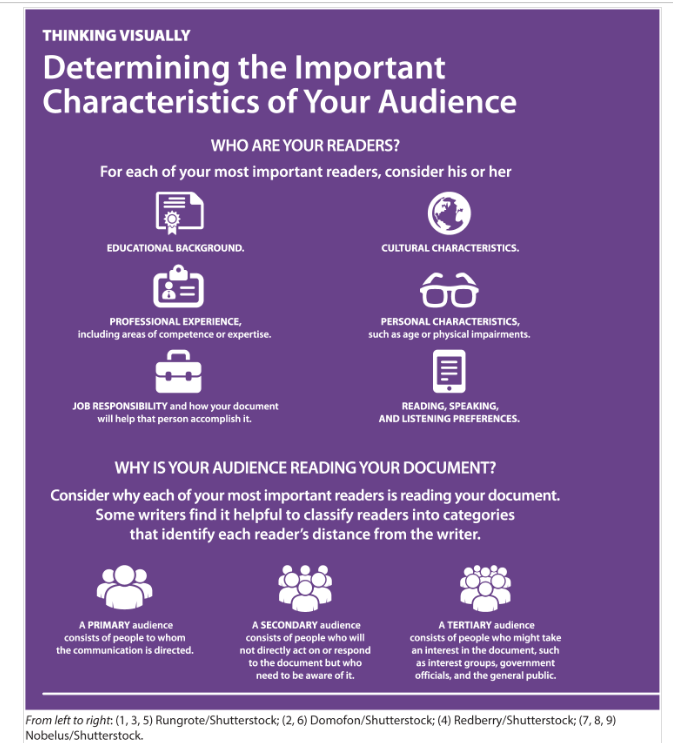 THINKING VISUALLY
Determining the Important
Characteristics of Your Audience
WHO ARE YOUR READERS?
For each of your most important readers, consider his or her
EDUCATIONAL BACKGROUND.
CULTURAL CHARACTERISTICS.
PROFESSIONAL EXPERIENCE,
including areas of competence or expertise.
PERSONAL CHARACTERISTICS,
such as age or physical impairments.
JOB RESPONSIBILITY and how your document
will help that person accomplish it.
READING, SPEAKING,
AND LISTENING PREFERENCES.
WHY IS YOUR AUDIENCE READING YOUR DOCUMENT?
Consider why each of your most important readers is reading your document.
Some writers find it helpful to classify readers into categories
that identify each reader's distance from the writer.
A PRIMARY audience
consists of people to whom
the communication is directed.
A SECONDARY audience
consists of people who will
not directly act on or respond
to the document but who
need to be aware of it.
A TERTIARY audience
consists of people who might take
an interest in the document, such
as interest groups, government
officials, and the general public.
From left to right: (1, 3, 5) Rungrote/Shutterstock; (2, 6) Domofon/Shutterstock; (4) Redberry/Shutterstock; (7, 8, 9)
Nobelus/Shutterstock.